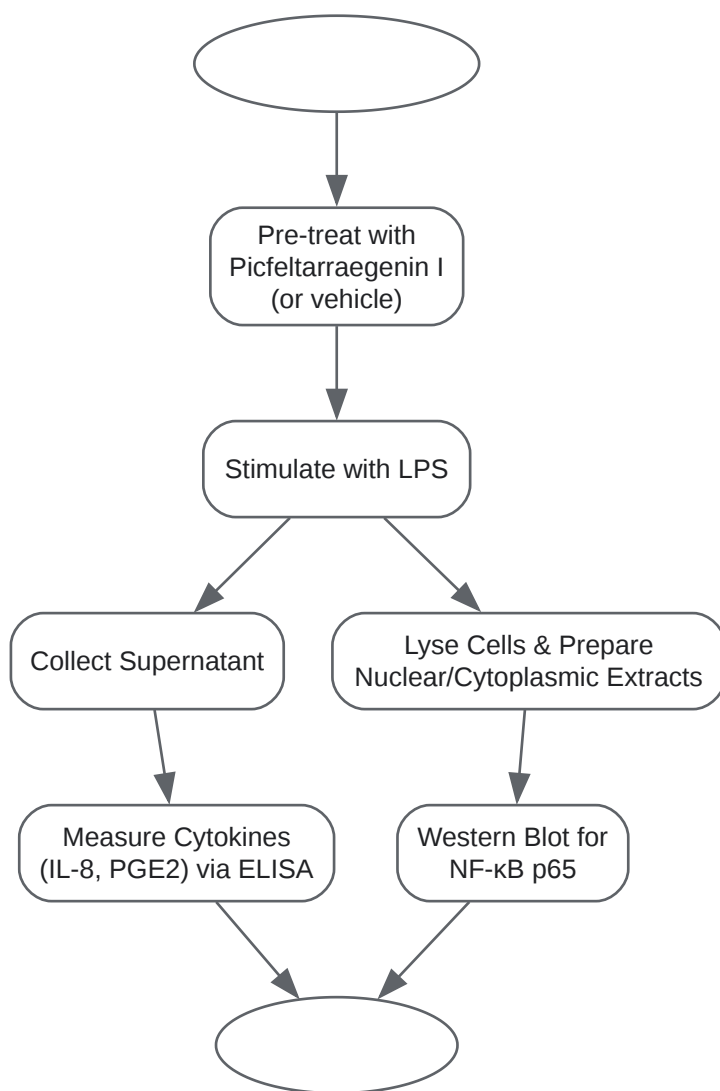 Pre-treat with
Picfeltarraegenin I
(or vehicle)
Stimulate with LPS
Collect Supernatant
Lyse Cells & Prepare
Nuclear/Cytoplasmic Extracts
Measure Cytokines
(IL-8, PGE2) via ELISA
Western Blot for
NF-κB p65